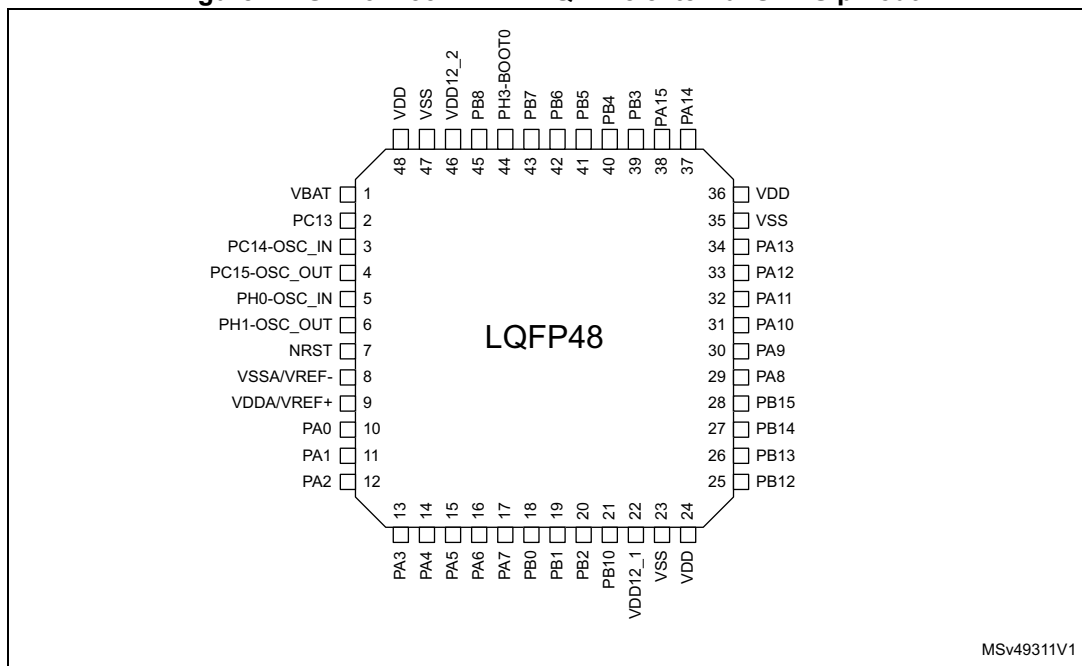 VDD
VSS
VDD12_2
PB8
PH3-BOOT0
PB7
PB6
PB5
PB4
PB3
PA15
PA14
48
47
46
45
44
43
42
41
40
39
38
37
VBAT 1
PC13 2
PC14-OSC_IN 3
PC15-OSC_OUT 4
PH0-OSC_IN 5
PH1-OSC_OUT 6
NRST 7
VSSA/VREF- 8
VDDA/VREF+ 9
PA0 10
PA1 11
PA2 12
LQFP48
36 VDD
35 VSS
34 PA13
33 PA12
32 PA11
31 PA10
30 PA9
29 PA8
28 PB15
27 PB14
26 PB13
25 PB12
13
14
15
16
17
18
19
20
21
22
23
24
PA3
PA4
PA5
PA6
PA7
PB0
PB1
PB2
PB10
VDD12_1
VSS
VDD
MSv49311V1